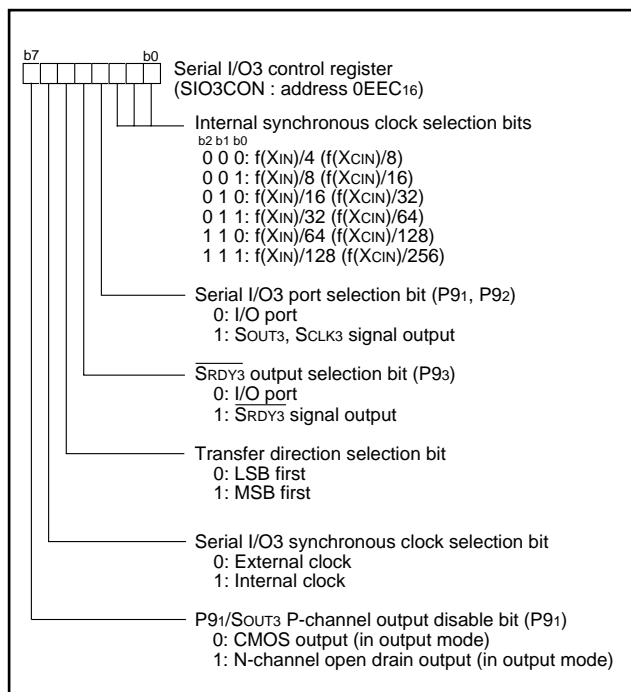 b7 b0
Serial I/O3 control register
(SIO3CON : address 0EEC16)
Internal synchronous clock selection bits
b2 b1 b0
0 0 0: f(XIN)/4 (f(XCIN)/8)
0 0 1: f(XIN)/8 (f(XCIN)/16)
0 1 0: f(XIN)/16 (f(XCIN)/32)
0 1 1: f(XIN)/32 (f(XCIN)/64)
1 1 0: f(XIN)/64 (f(XCIN)/128)
1 1 1: f(XIN)/128 (f(XCIN)/256)
Serial I/O3 port selection bit (P91, P92)
0: I/O port
1: SOUT3, SCLK3 signal output
SRDY3 output selection bit (P93)
0: I/O port
1: SRDY3 signal output
Transfer direction selection bit
0: LSB first
1: MSB first
Serial I/O3 synchronous clock selection bit
0: External clock
1: Internal clock
P91/SOUT3 P-channel output disable bit (P91)
0: CMOS output (in output mode)
1: N-channel open drain output (in output mode)